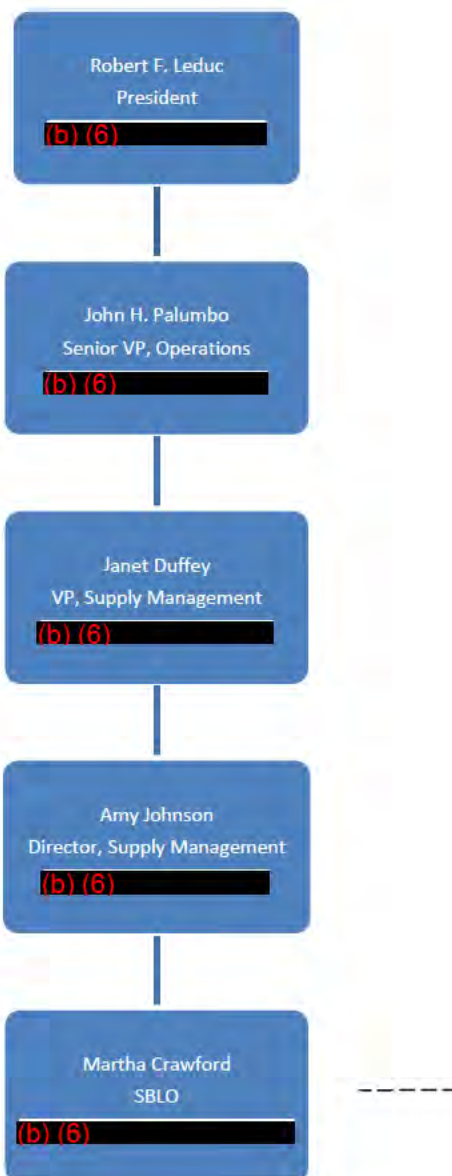 Robert F. Leduc
President
(b) (6)
John H. Palumbo
Senior VP, Operations
(b) (6)
Janet Duffey
VP, Supply Management
(b) (6)
Amy Johnson
Director, Supply Management
(b) (6)
Martha Crawford
SBLO
(b) (6)